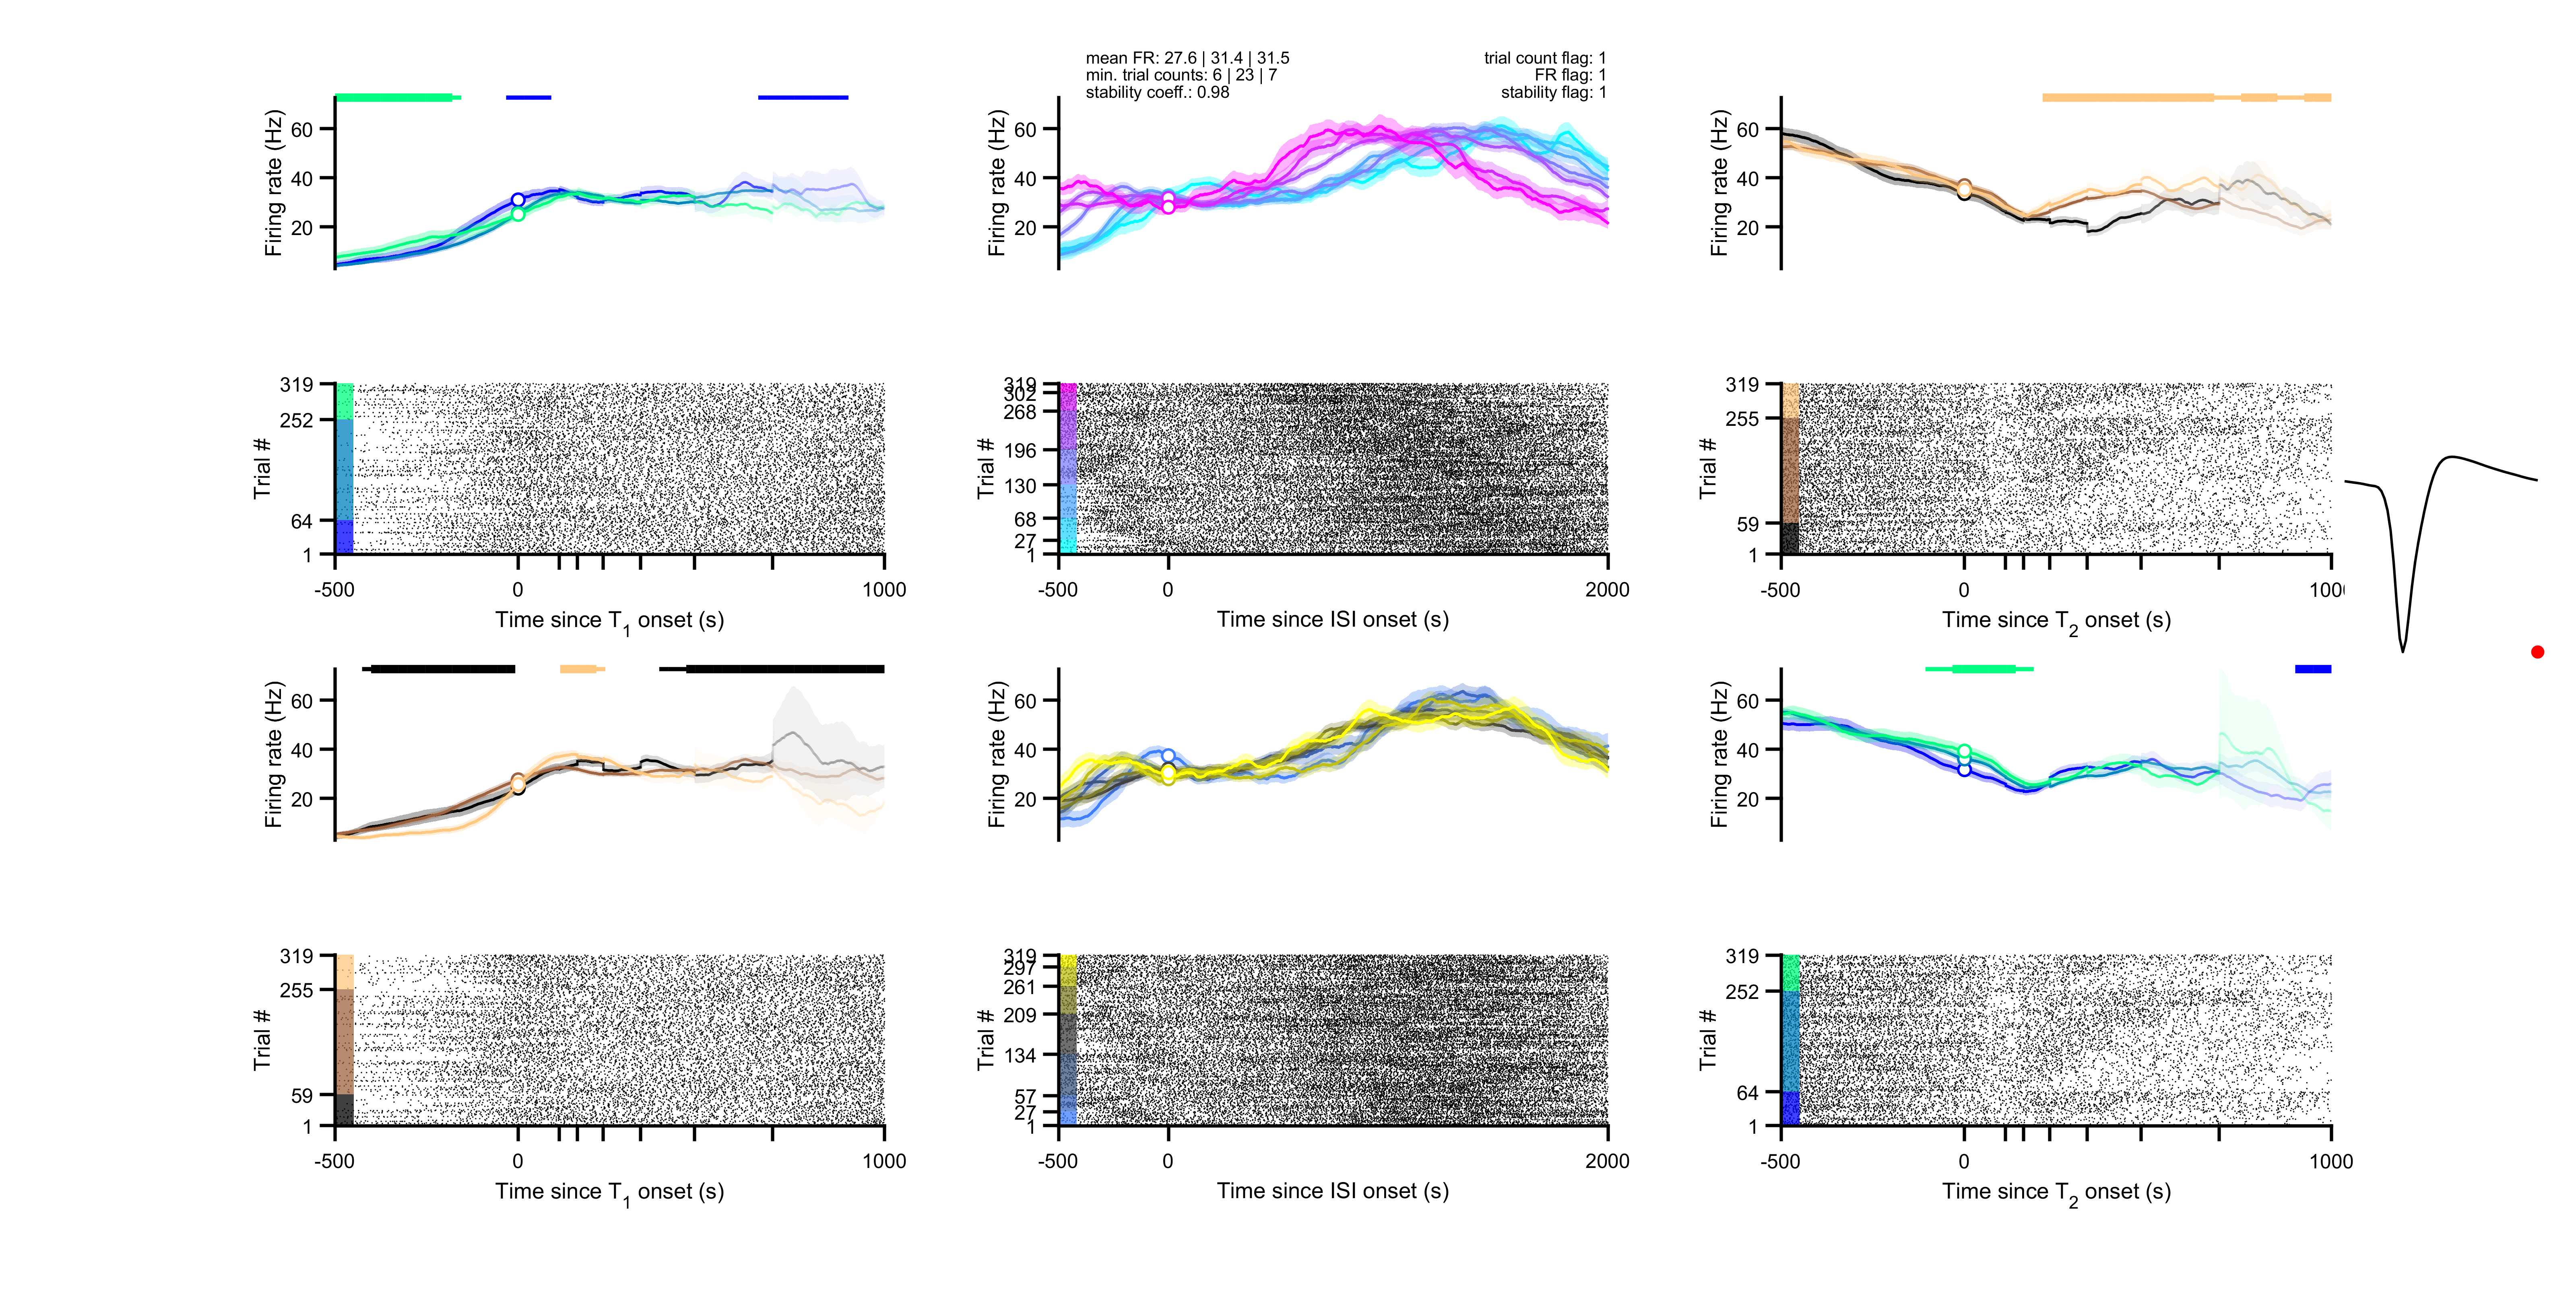 mean FR: 27.6 | 31.4 | 31.5
min. trial counts: 6 | 23 | 7
stability coeff.: 0.98
trial count flag: 1
FR flag: 1
stability flag: 1
Firing rate (Hz)
60
40
20
Firing rate (Hz)
60
40
20
Firing rate (Hz)
60
40
20
Trial #
319
252
64
1
-500
0
1000
Time since T1 onset (s)
Trial #
319
302
268
196
130
68
27
1
-500
0
2000
Time since ISI onset (s)
Trial #
319
255
59
1
-500
0
100
Time since T2 onset (s)
Firing rate (Hz)
60
40
20
Firing rate (Hz)
60
40
20
Firing rate (Hz)
60
40
20
Trial #
319
255
59
1
-500
0
1000
Time since T1 onset (s)
Trial #
319
297
261
209
134
57
27
1
-500
0
2000
Time since ISI onset (s)
Trial #
319
252
64
1
-500
0
1000
Time since T2 onset (s)